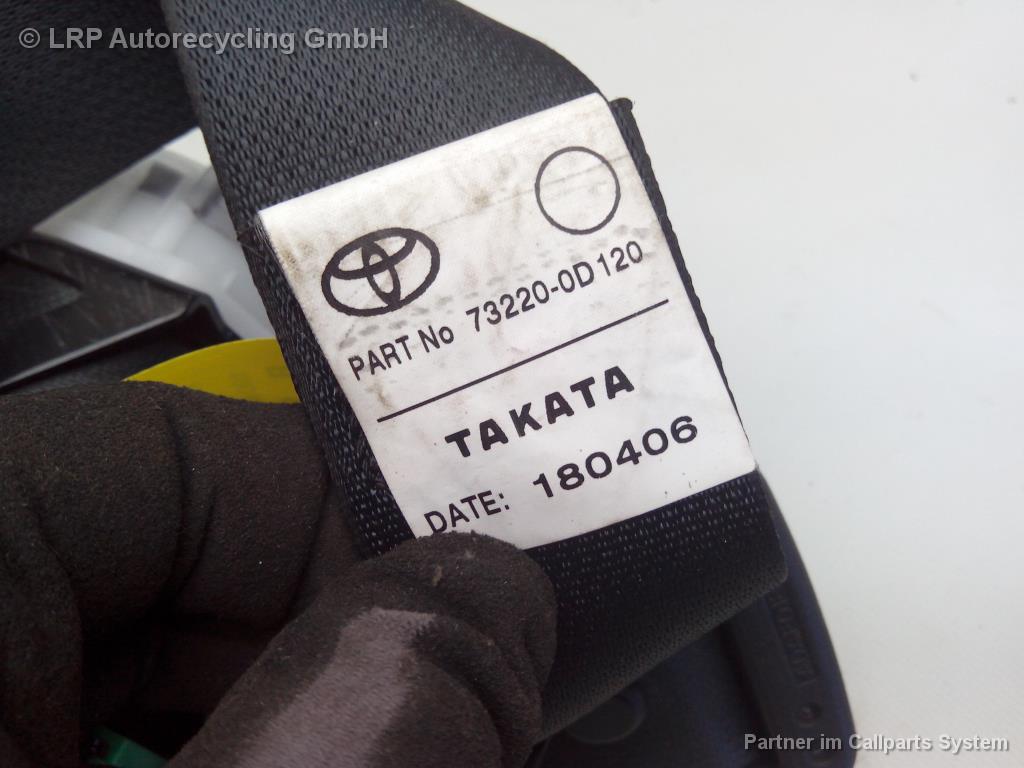 © LRP Autorecycling GmbH
PART No 73220-0D120
TAKATA
DATE: 180406
Partner im Callparts System